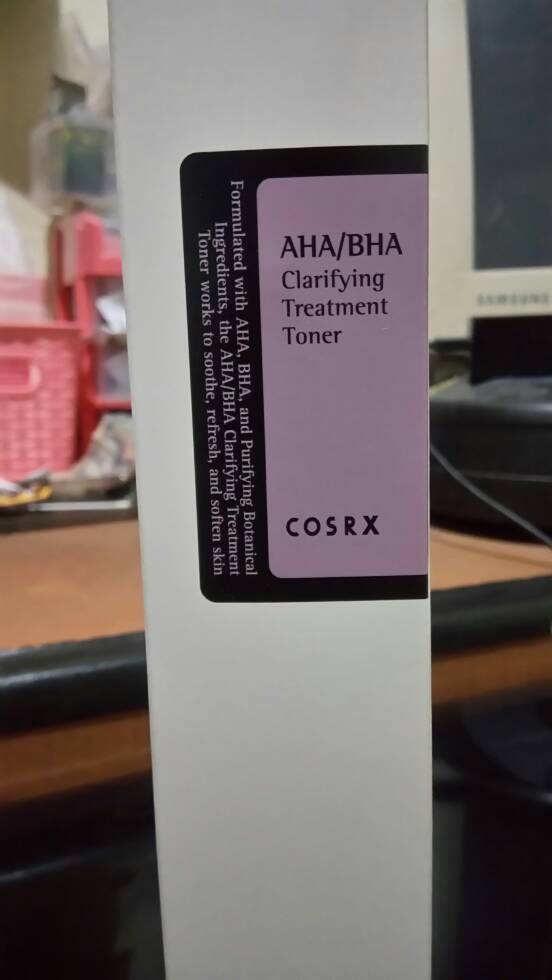 AHA/BHA
Clarifying
Treatment
Toner
COSRX
Formulated with AHA, BHA, and Purifying Botanical
Ingredients, the AHA/BHA Clarifying Treatment
Toner works to soothe, refresh, and soften skin
SAMSUNG